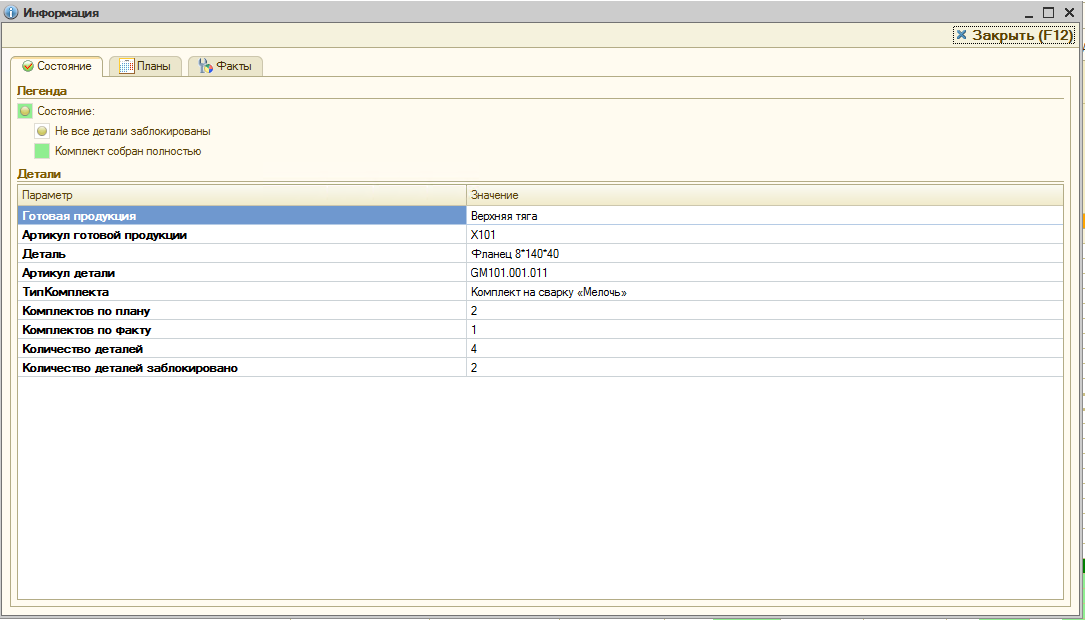 Информация
Закрыть (F12)
Состояние Планы Факты
Легенда
Состояние:
Не все детали заблокированы
Комплект собран полностью
Детали
Параметр Значение
Готовая продукция Верхняя тяга
Артикул готовой продукции X101
Деталь Фланец 8*140*40
Артикул детали GM101.001.011
ТипКомплекта Комплект на сварку «Мелочь»
Комплектов по плану 2
Комплектов по факту 1
Количество деталей 4
Количество деталей заблокировано 2